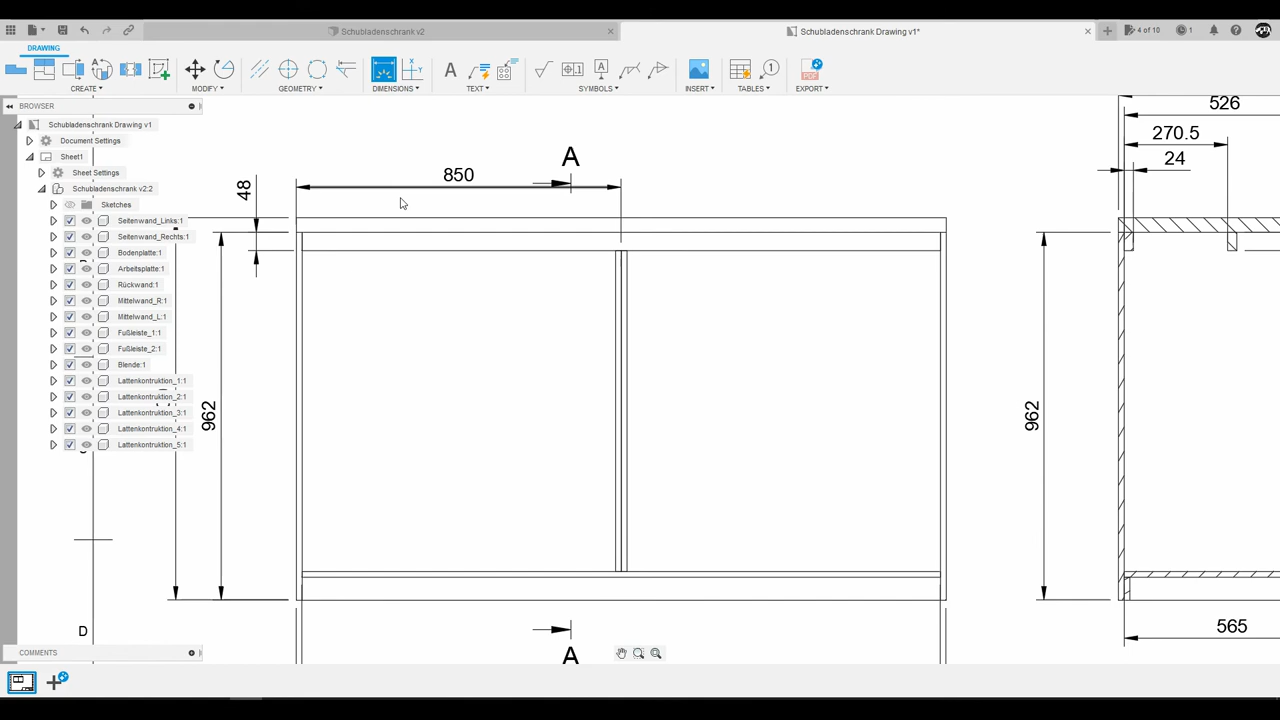 Schubladenschrank v2
Schubladenschrank Drawing v1*
4 of 10
1
DRAWING
CREATE
MODIFY
GEOMETRY
DIMENSIONS
TEXT
SYMBOLS
INSERT
TABLES
EXPORT
BROWSER
Schubladenschrank Drawing v1
Document Settings
Sheet1
Sheet Settings
Schubladenschrank v2:2
Sketches
Seitenwand_Links:1
Seitenwand_Rechts:1
Bodenplatte:1
Arbeitsplatte:1
Rückwand:1
Mittelwand_R:1
Mittelwand_L:1
Fußleiste_1:1
Fußleiste_2:1
Blende:1
Lattenkontruktion_1:1
Lattenkontruktion_2:1
Lattenkontruktion_3:1
Lattenkontruktion_4:1
Lattenkontruktion_5:1
D
COMMENTS
850
A
48
962
A
526
270.5
24
962
565